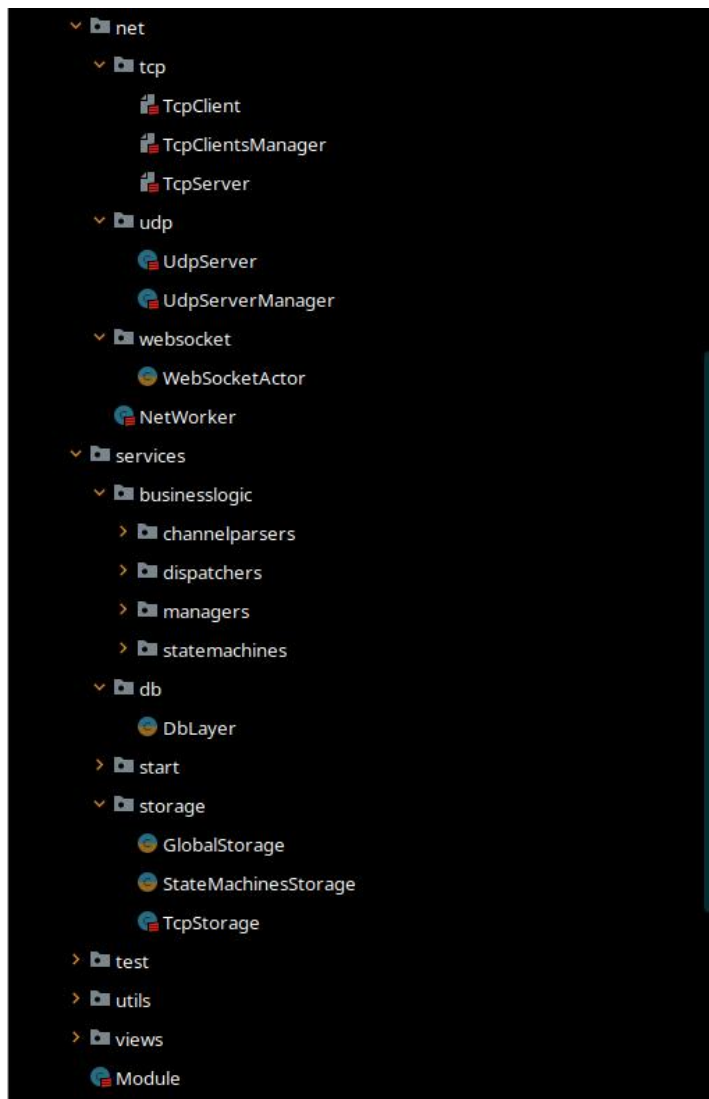 net
tcp
TcpClient
TcpClientsManager
TcpServer
udp
UdpServer
UdpServerManager
websocket
WebSocketActor
NetWorker
services
businesslogic
channelparsers
dispatchers
managers
statemachines
db
DbLayer
start
storage
GlobalStorage
StateMachinesStorage
TcpStorage
test
utils
views
Module